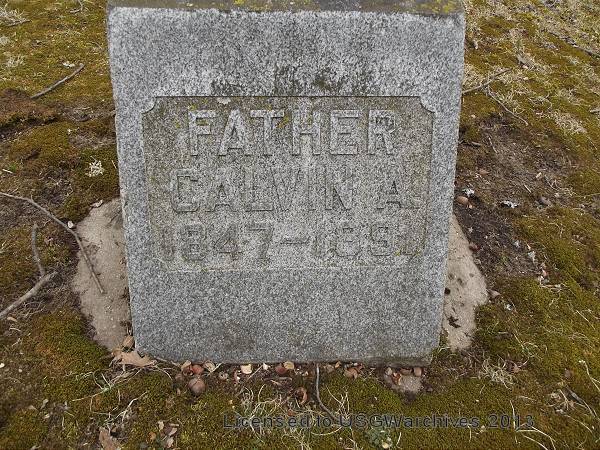 FATHER
CALVIN A.
1847–
Licensed to USGWarchives 2013